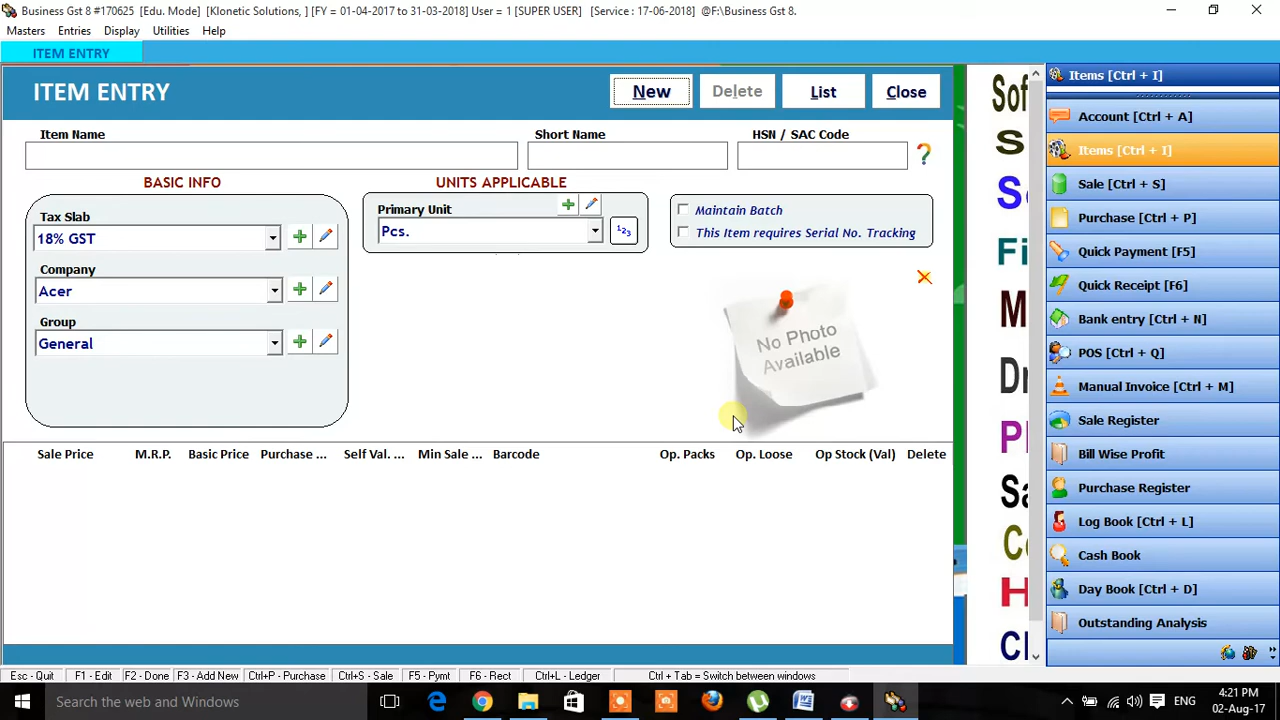 Business Gst 8 #170625 [Edu. Mode] [Klonetic Solutions, ] [FY = 01-04-2017 to 31-03-2018] User = 1 [SUPER USER] [Service : 17-06-2018] @F:\Business Gst 8.
Masters Entries Display Utilities Help
ITEM ENTRY
ITEM ENTRY
New Delete List Close
Item Name Short Name HSN / SAC Code
BASIC INFO UNITS APPLICABLE
Tax Slab
18% GST
Company
Acer
Group
General
Primary Unit
Pcs.
123
Maintain Batch
This Item requires Serial No. Tracking
No Photo
Available
Sale Price M.R.P. Basic Price Purchase ... Self Val. ... Min Sale ... Barcode Op. Packs Op. Loose Op Stock (Val) Delete
Sof
S
Se
Fi
M
Dr
P
Sa
Co
H
Cl
Items [Ctrl + I]
Account [Ctrl + A]
Items [Ctrl + I]
Sale [Ctrl + S]
Purchase [Ctrl + P]
Quick Payment [F5]
Quick Receipt [F6]
Bank entry [Ctrl + N]
POS [Ctrl + Q]
Manual Invoice [Ctrl + M]
Sale Register
Bill Wise Profit
Purchase Register
Log Book [Ctrl + L]
Cash Book
Day Book [Ctrl + D]
Outstanding Analysis
Esc - Quit F1 - Edit F2 - Done F3 - Add New Ctrl+P - Purchase Ctrl+S - Sale F5 - Pymt F6 - Rect Ctrl+L - Ledger Ctrl + Tab = Switch between windows
Search the web and Windows
ENG
4:21 PM
02-Aug-17